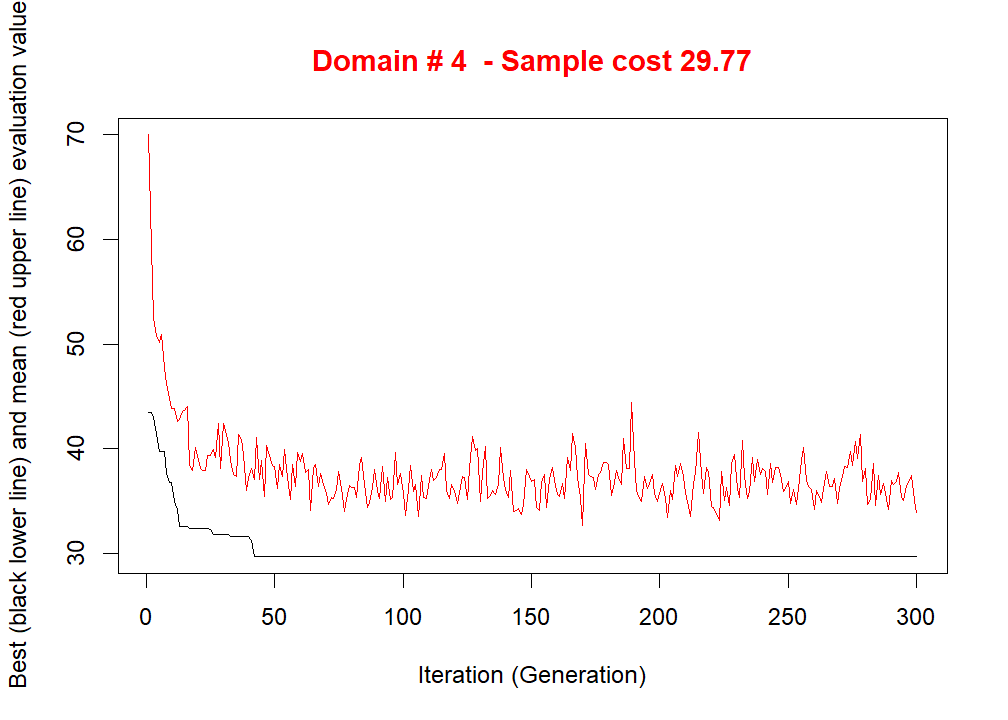 Domain # 4 - Sample cost 29.77
Best (black lower line) and mean (red upper line) evaluation value
70
60
50
40
30
0 50 100 150 200 250 300
Iteration (Generation)